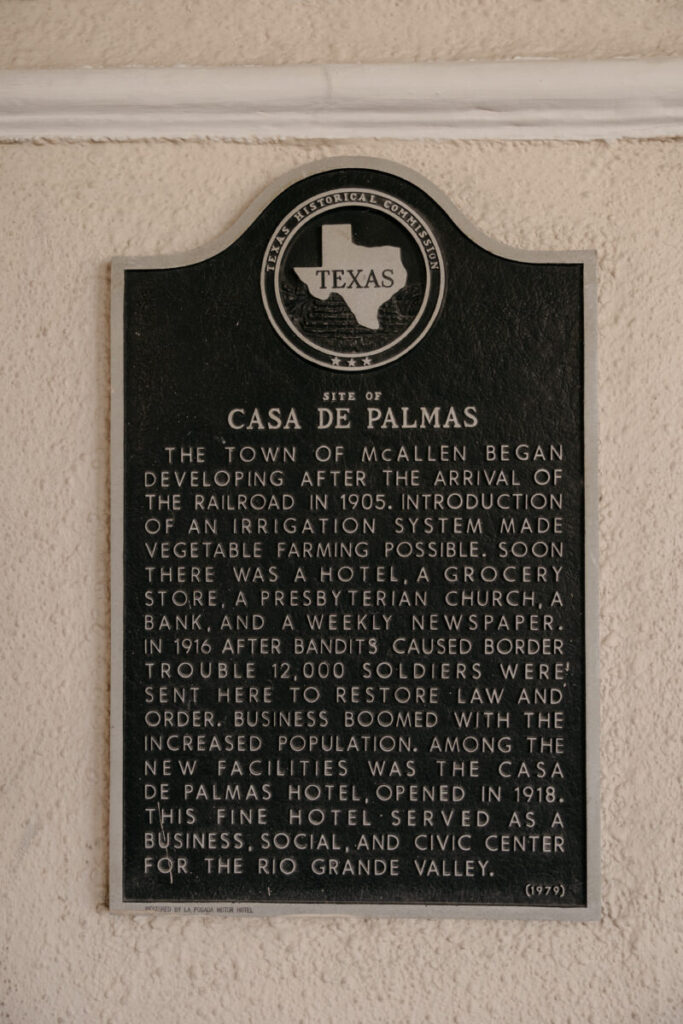 TEXAS HISTORICAL COMMISSION
TEXAS
SITE OF
CASA DE PALMAS
THE TOWN OF McALLEN BEGAN
DEVELOPING AFTER THE ARRIVAL OF
THE RAILROAD IN 1905. INTRODUCTION
OF AN IRRIGATION SYSTEM MADE
VEGETABLE FARMING POSSIBLE. SOON
THERE WAS A HOTEL, A GROCERY
STORE, A PRESBYTERIAN CHURCH, A
BANK, AND A WEEKLY NEWSPAPER.
IN 1916 AFTER BANDITS CAUSED BORDER
TROUBLE 12,000 SOLDIERS WERE
SENT HERE TO RESTORE LAW AND
ORDER. BUSINESS BOOMED WITH THE
INCREASED POPULATION. AMONG THE
NEW FACILITIES WAS THE CASA
DE PALMAS HOTEL, OPENED IN 1918.
THIS FINE HOTEL SERVED AS A
BUSINESS, SOCIAL, AND CIVIC CENTER
FOR THE RIO GRANDE VALLEY.
(1979)
BY LA POSADA MOTOR HOTEL